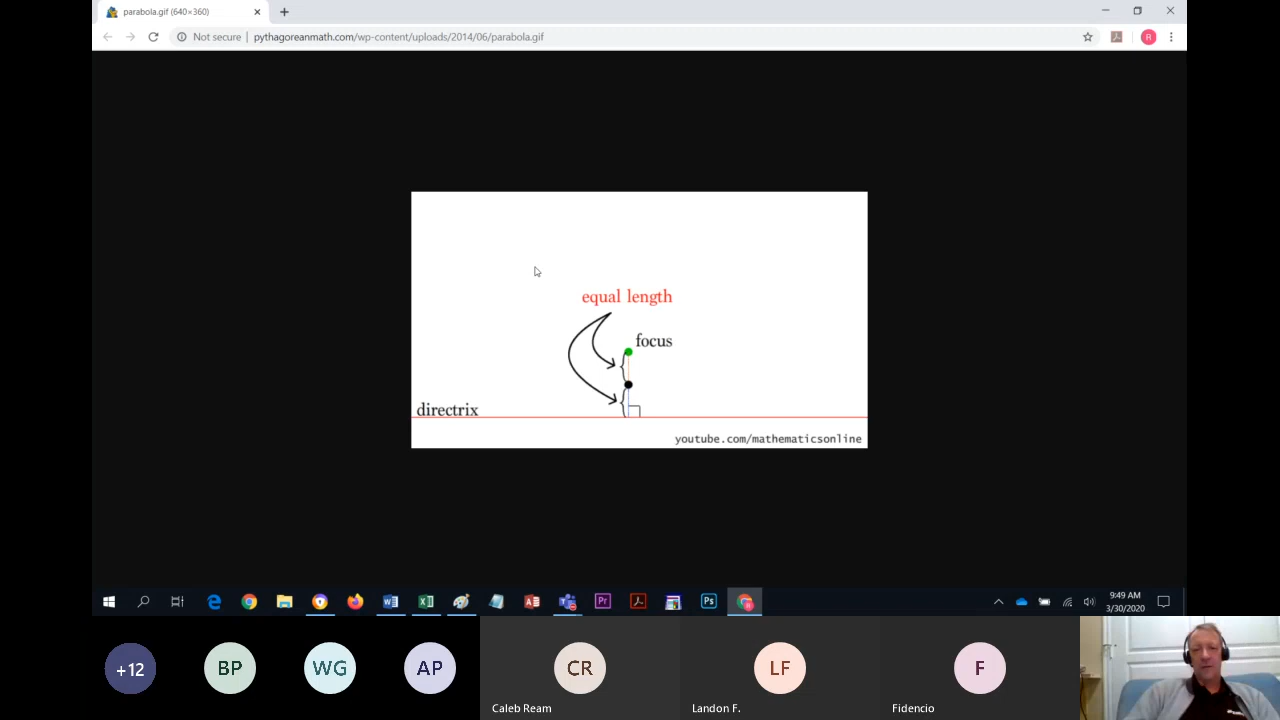 parabola.gif (640×360)
Not secure
pythagoreanmath.com/wp-content/uploads/2014/06/parabola.gif
R
equal length
focus
directrix
youtube.com/mathematicsonline
Pr
Ps
9:49 AM
3/30/2020
+12
BP
WG
AP
CR
LF
F
Caleb Ream
Landon F.
Fidencio